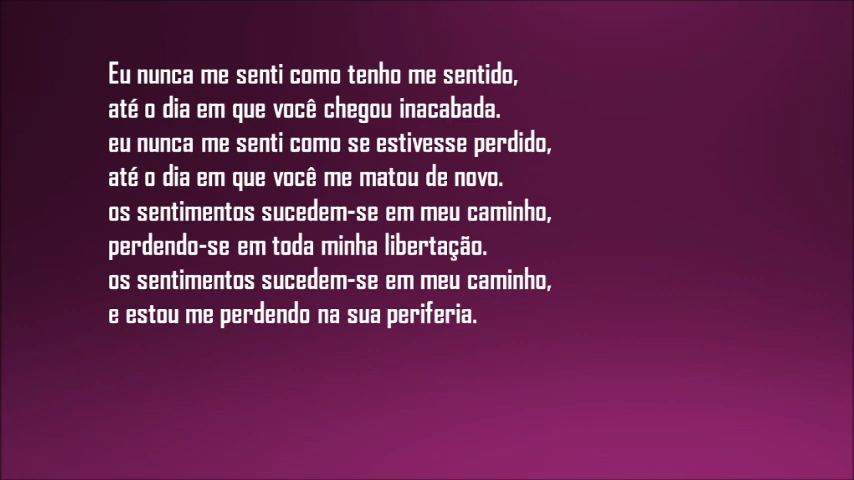 Eu nunca me senti como tenho me sentido,
até o dia em que você chegou inacabada.
eu nunca me senti como se estivesse perdido,
até o dia em que você me matou de novo.
os sentimentos sucedem-se em meu caminho,
perdendo-se em toda minha libertação.
os sentimentos sucedem-se em meu caminho,
e estou me perdendo na sua periferia.